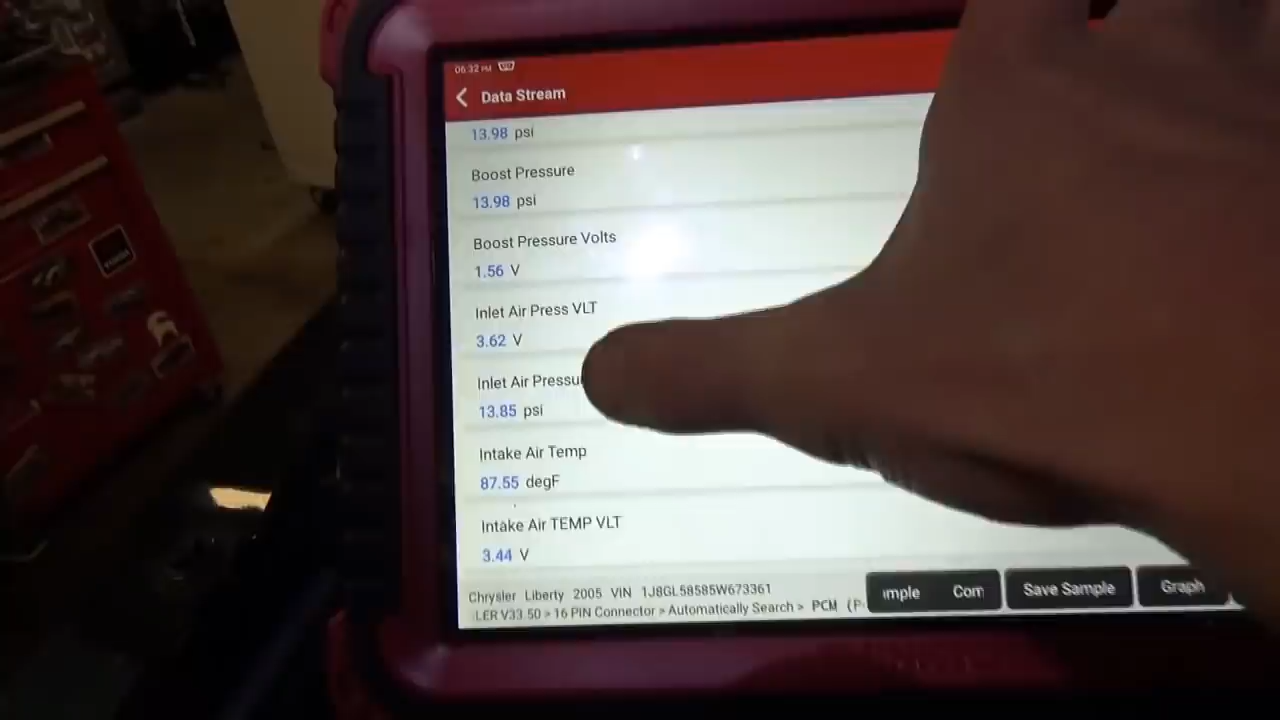 06:32 PM
Data Stream
13.98 psi
Boost Pressure
13.98 psi
Boost Pressure Volts
1.56 V
Inlet Air Press VLT
3.62 V
Inlet Air Pressu
13.85 psi
Intake Air Temp
87.55 degF
Intake Air TEMP VLT
3.44 V
Chrysler Liberty 2005 VIN 1J8GL58585W673361
LER V33.50 > 16 PIN Connector > Automatically Search > PCM (P
mple Com Save Sample Graph